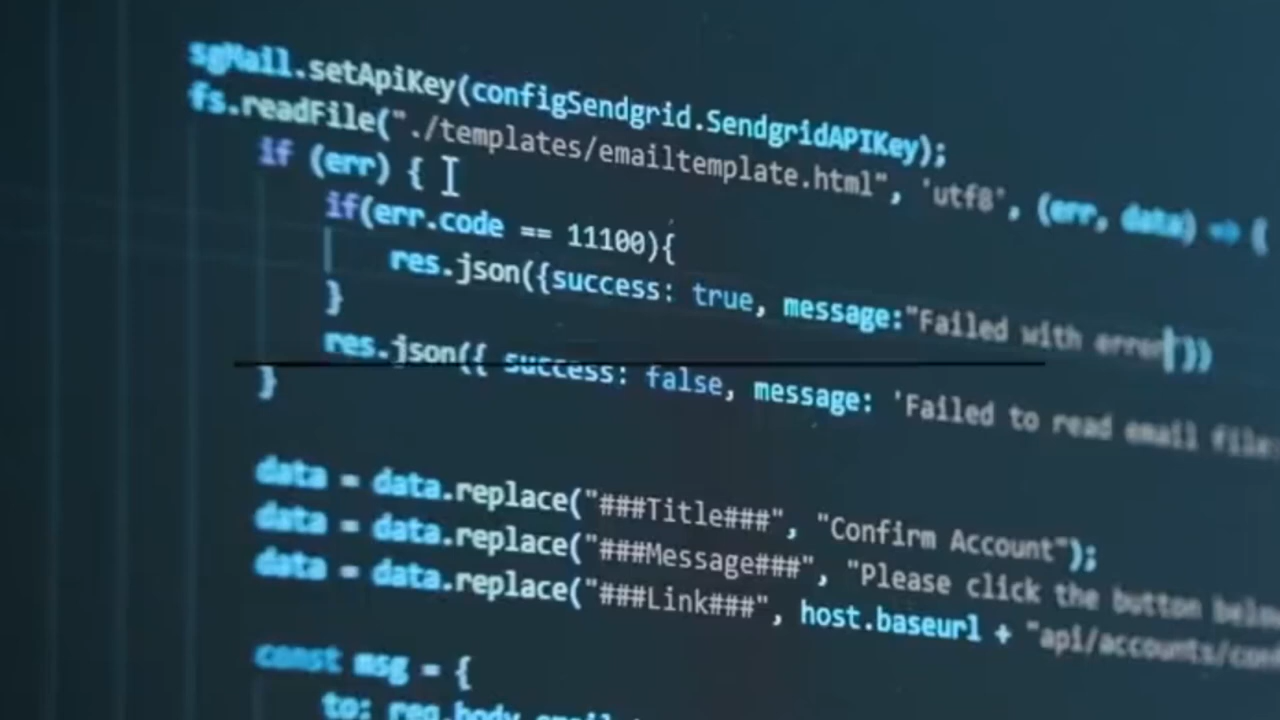 sgMail.setApiKey(configSendgrid.SendgridAPIKey);
fs.readFile("./templates/emailtemplate.html", 'utf8', (err, data) => {
if (err) {
if(err.code == 11100){
res.json({success: true, message:"Failed with error"})
}
res.json({ success: false, message: 'Failed to read email file
}
data = data.replace("###Title###", "Confirm Account");
data = data.replace("###Message###", "Please click the button
data = data.replace("###Link###", host.baseurl + "api/accounts/
const msg = {
to: req.body.email